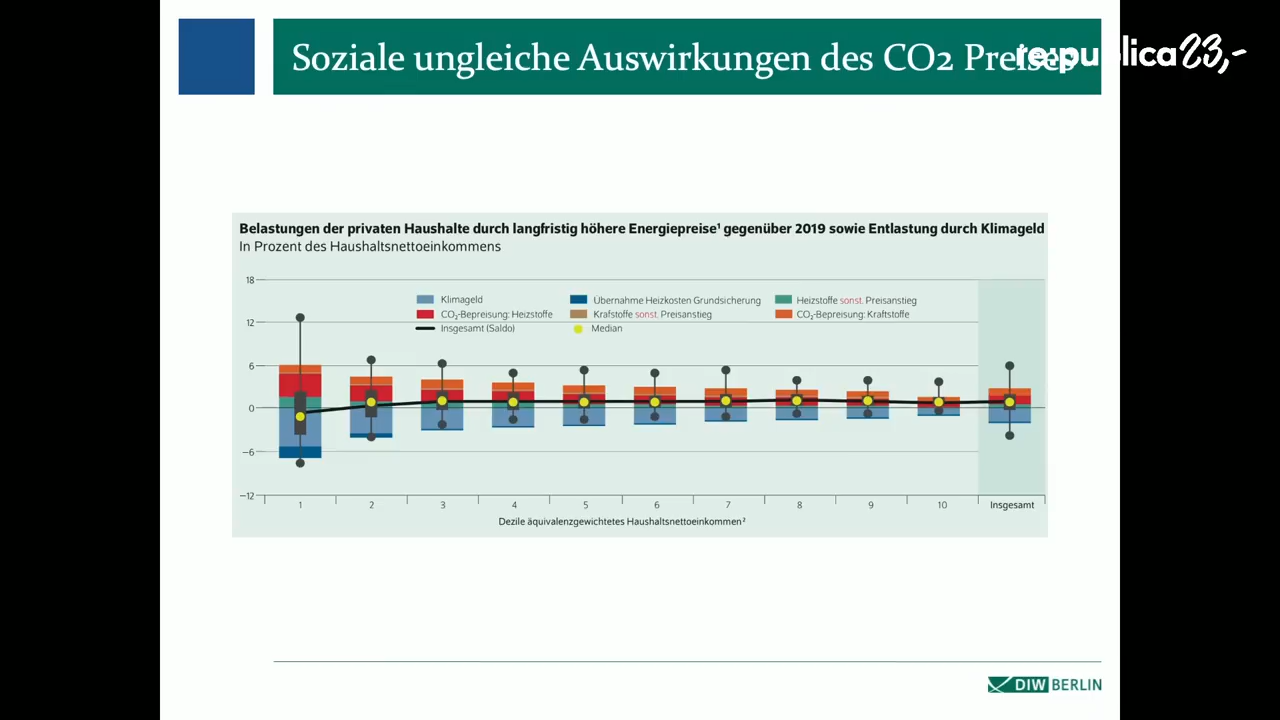 Soziale ungleiche Auswirkungen des CO2 Preises
re:publica 23,-
Belastungen der privaten Haushalte durch langfristig höhere Energiepreise¹ gegenüber 2019 sowie Entlastung durch Klimageld
In Prozent des Haushaltsnettoeinkommens
18
Klimageld
Übernahme Heizkosten Grundsicherung
Heizstoffe sonst. Preisanstieg
CO₂-Bepreisung: Heizstoffe
Krafstoffe sonst. Preisanstieg
CO₂-Bepreisung: Kraftstoffe
12
Insgesamt (Saldo)
Median
6
0
−6
−12
1 2 3 4 5 6 7 8 9 10 Insgesamt
Dezile äquivalenzgewichtetes Haushaltsnettoeinkommen²
DIW BERLIN